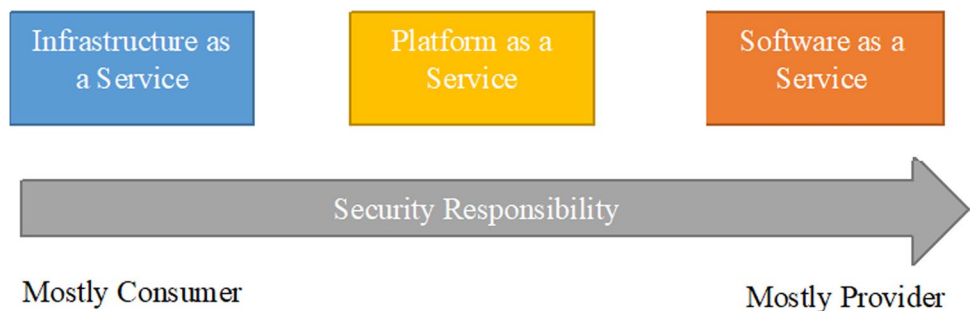 Infrastructure as
a Service
Platform as a
Service
Software as a
Service
Security Responsibility
Mostly Consumer
Mostly Provider